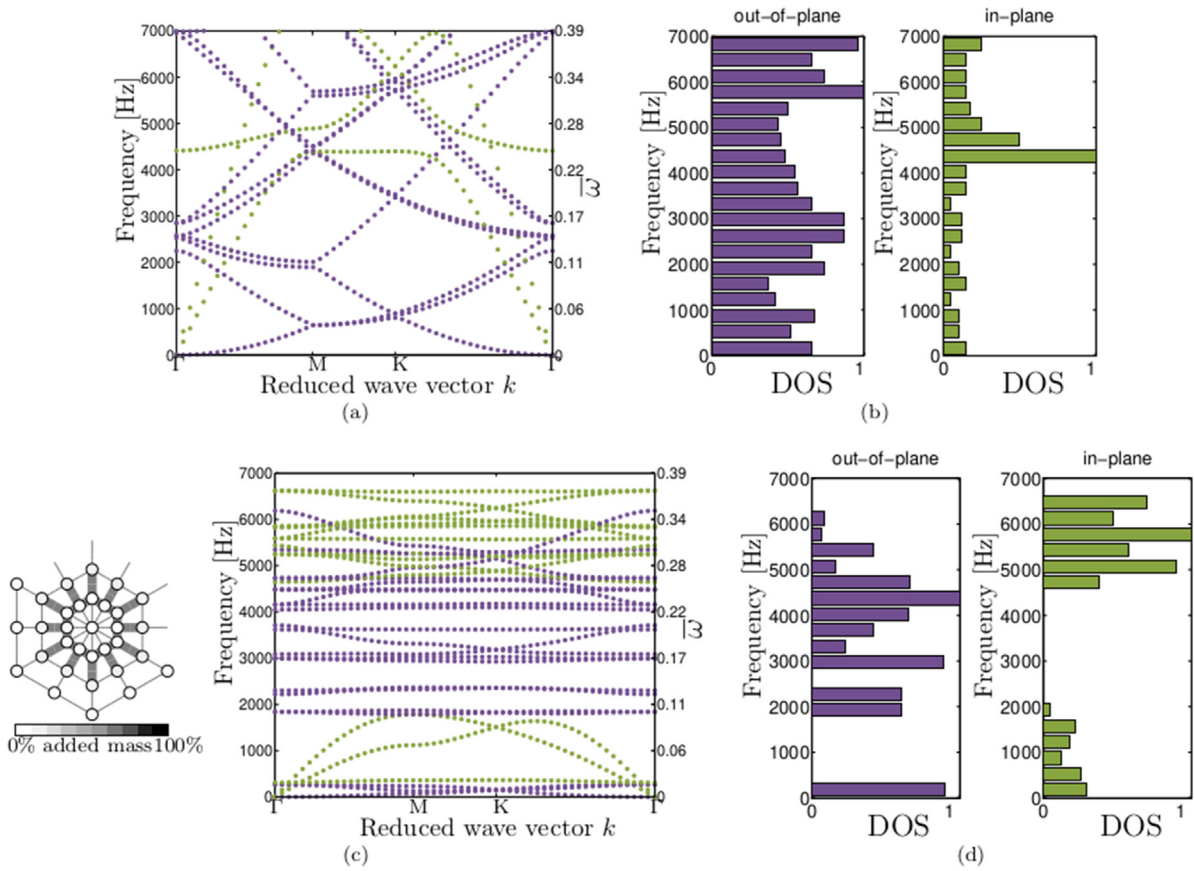 out-of-plane
in-plane
7000
6000
5000
4000
3000
2000
1000
0
Frequency [Hz]
0.39
0.34
0.28
0.22
0.17
0.11
0.06
0
ω
Γ
M
K
Γ
Reduced wave vector k
(a)
7000
6000
5000
4000
3000
2000
1000
0
Frequency [Hz]
0
1
DOS
7000
6000
5000
4000
3000
2000
1000
0
Frequency [Hz]
0
1
DOS
(b)
0% added mass100%
7000
6000
5000
4000
3000
2000
1000
0
Frequency [Hz]
0.39
0.34
0.28
0.22
0.17
0.11
0.06
0
ω
Γ
M
K
Γ
Reduced wave vector k
(c)
out-of-plane
in-plane
7000
6000
5000
4000
3000
2000
1000
0
Frequency [Hz]
0
1
DOS
7000
6000
5000
4000
3000
2000
1000
0
Frequency [Hz]
0
1
DOS
(d)